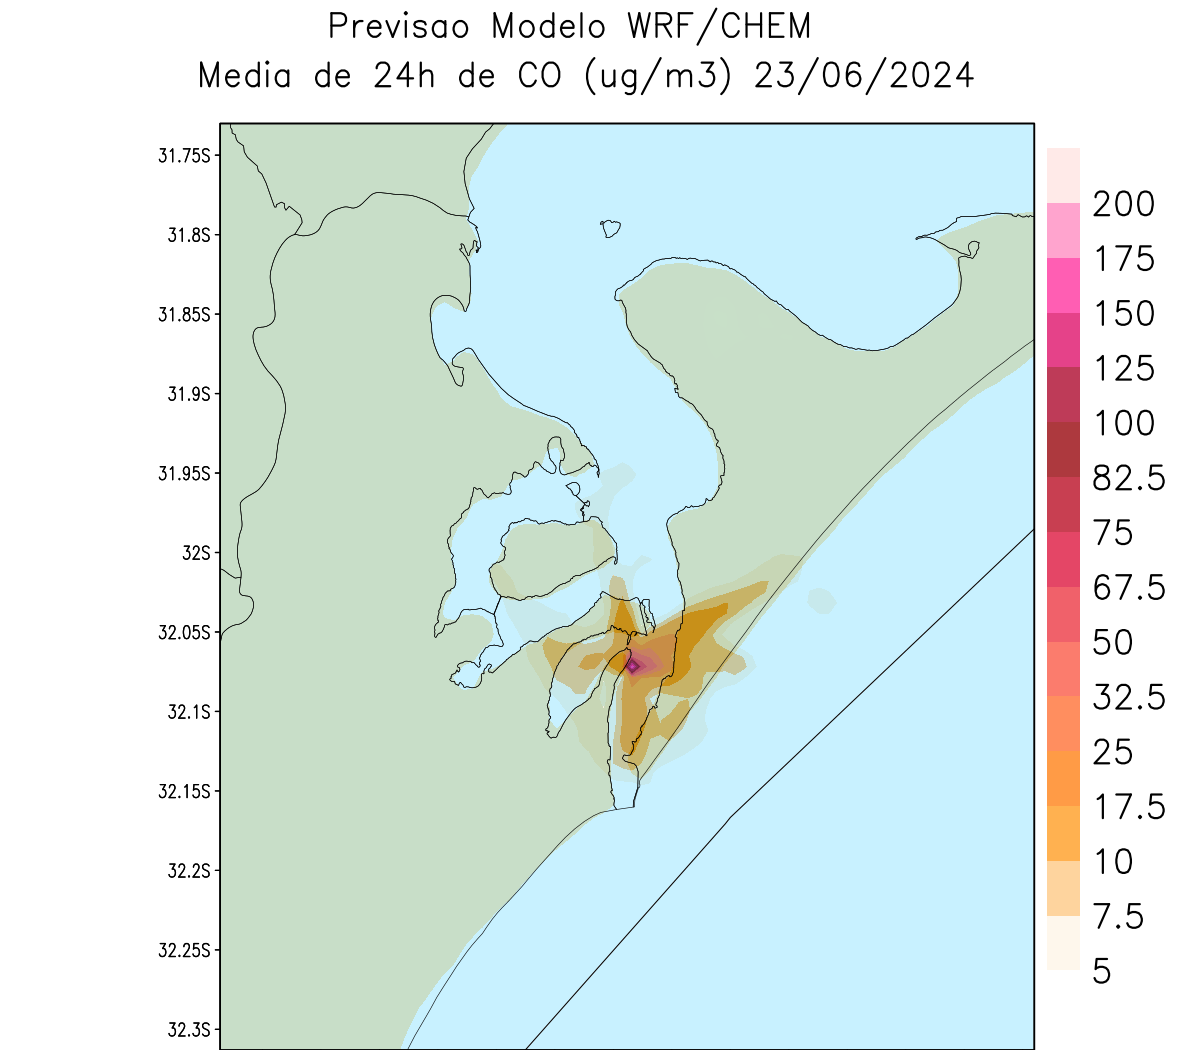 Previsao Modelo WRF/CHEM
Media de 24h de CO (ug/m3) 23/06/2024
31.75S
31.8S
31.85S
31.9S
31.95S
32S
32.05S
32.1S
32.15S
32.2S
32.25S
32.3S
200
175
150
125
100
82.5
75
67.5
50
32.5
25
17.5
10
7.5
5